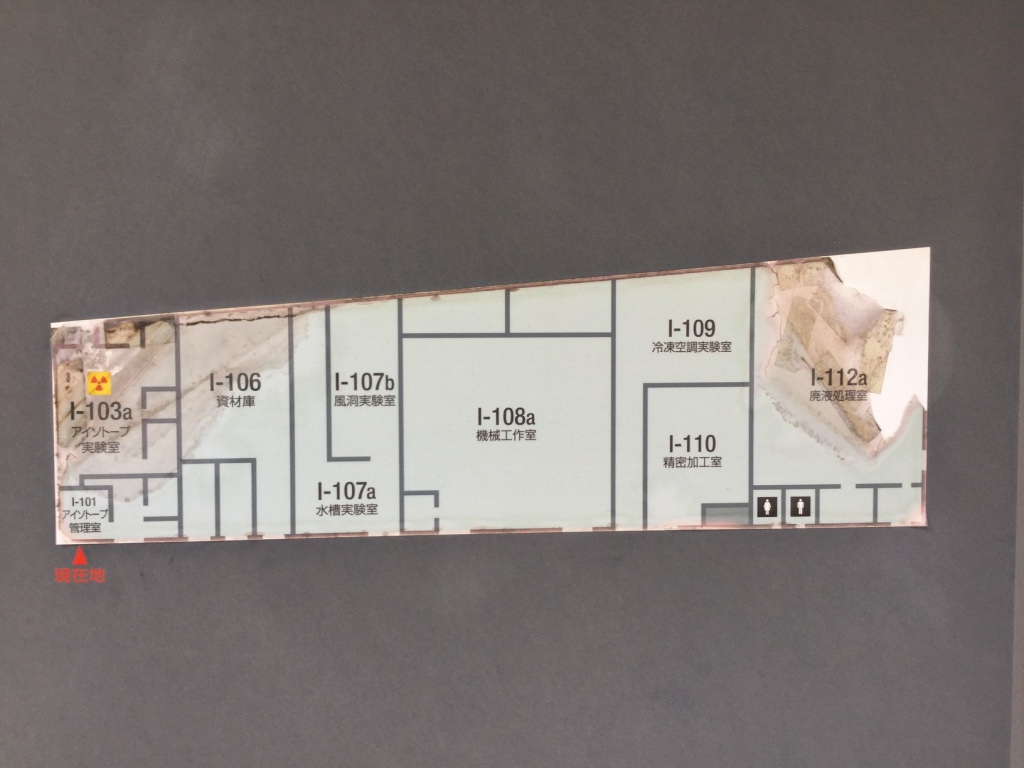 I-103a
アイソトープ
実験室
I-101
アイソトープ
管理室
I-106
資材庫
I-107b
風洞実験室
I-107a
水槽実験室
I-108a
機械工作室
I-109
冷凍空調実験室
I-110
精密加工室
I-112a
廃液処理室
現在地